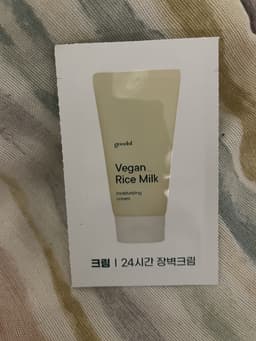 goodal
Vegan
Rice Milk
moisturizing
cream
크림 | 24시간 장벽크림